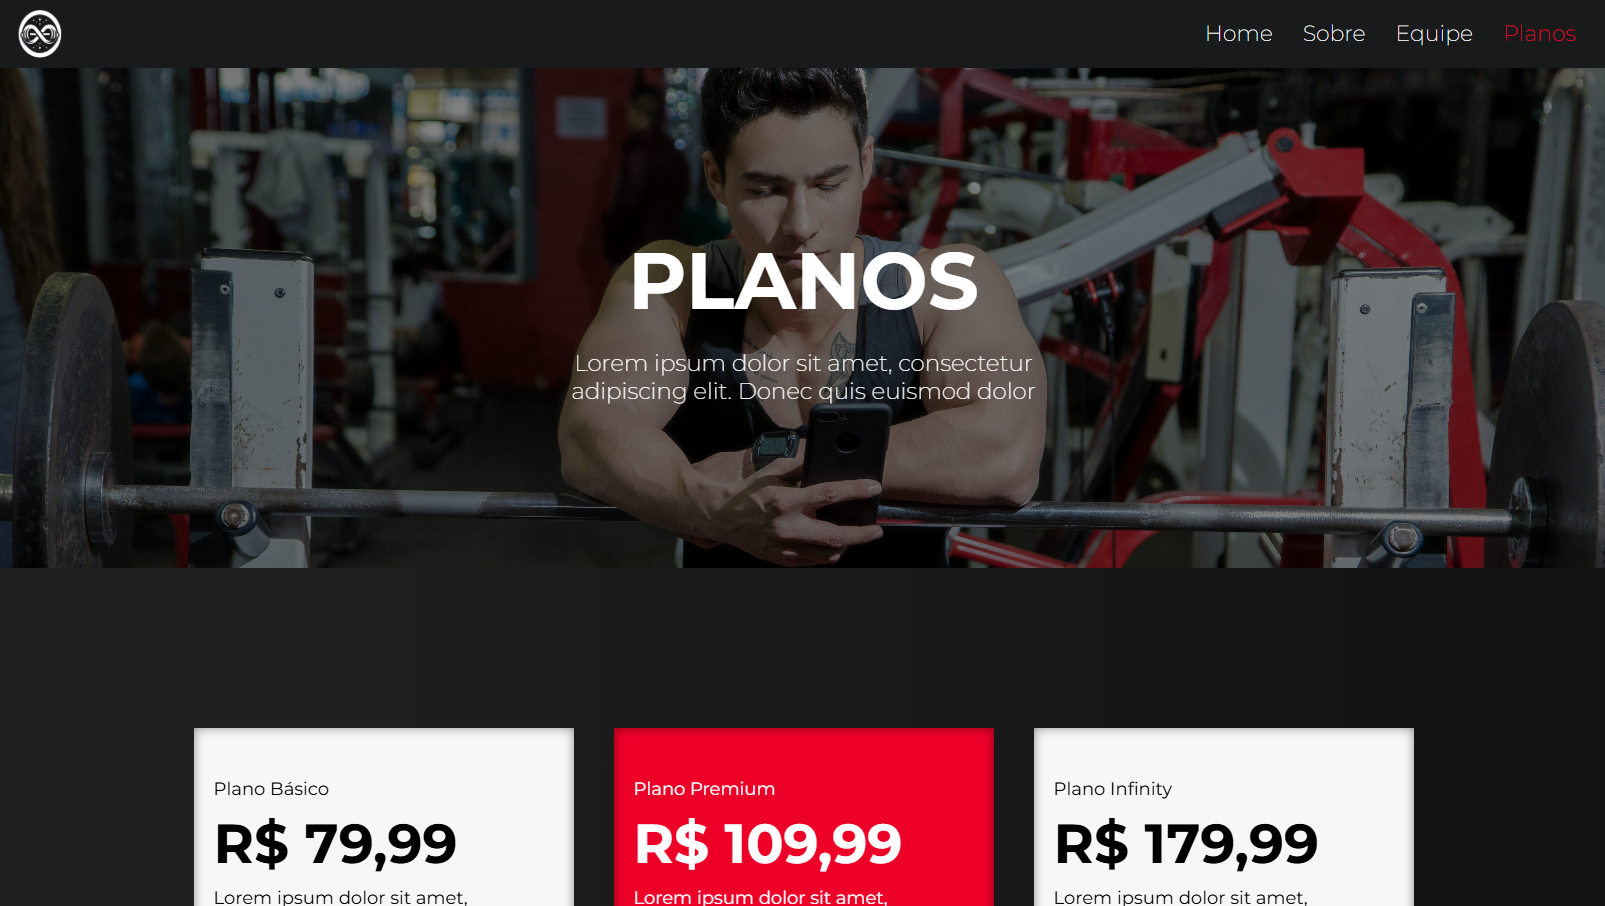 Home Sobre Equipe Planos
PLANOS
Lorem ipsum dolor sit amet, consectetur
adipiscing elit. Donec quis euismod dolor
Plano Básico
R$ 79,99
Lorem ipsum dolor sit amet,
Plano Premium
R$ 109,99
Lorem ipsum dolor sit amet,
Plano Infinity
R$ 179,99
Lorem ipsum dolor sit amet,